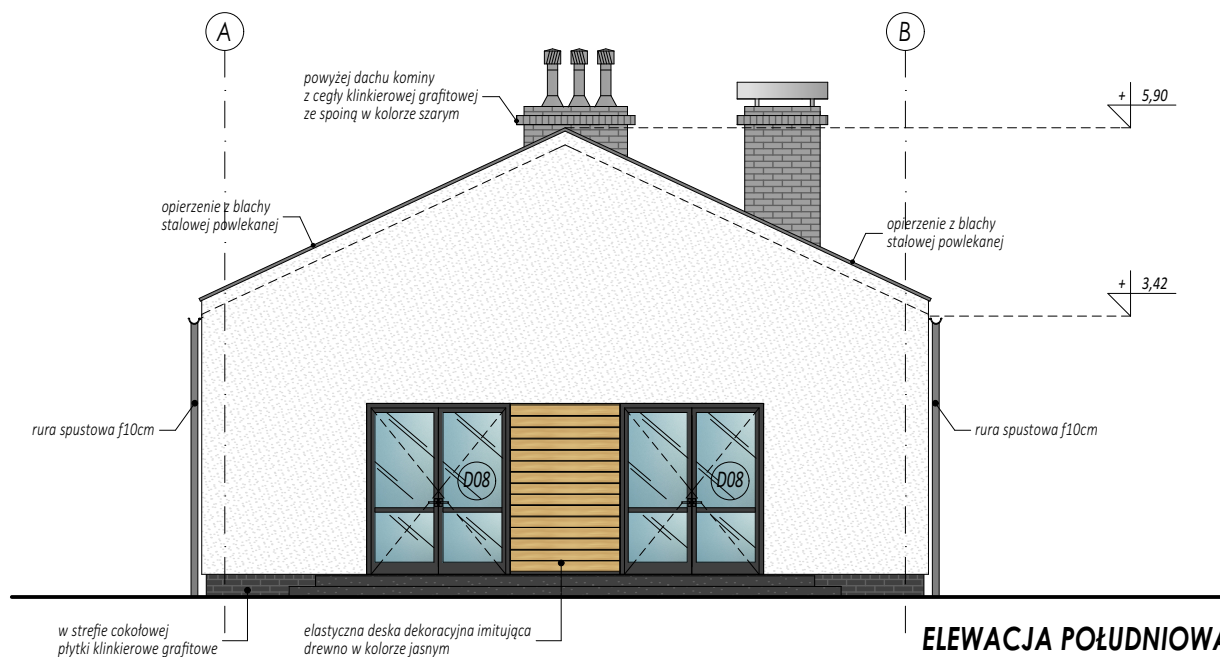 A
B
powyżej dachu kominy
z cegły klinkierowej grafitowej
ze spoiną w kolorze szarym
+ 5,90
opierzenie z blachy
stalowej powlekanej
opierzenie z blachy
stalowej powlekanej
+ 3,42
rura spustowa f10cm
rura spustowa f10cm
D08
D08
w strefie cokołowej
płytki klinkierowe grafitowe
elastyczna deska dekoracyjna imitująca
drewno w kolorze jasnym
ELEWACJA POŁUDNIOWA